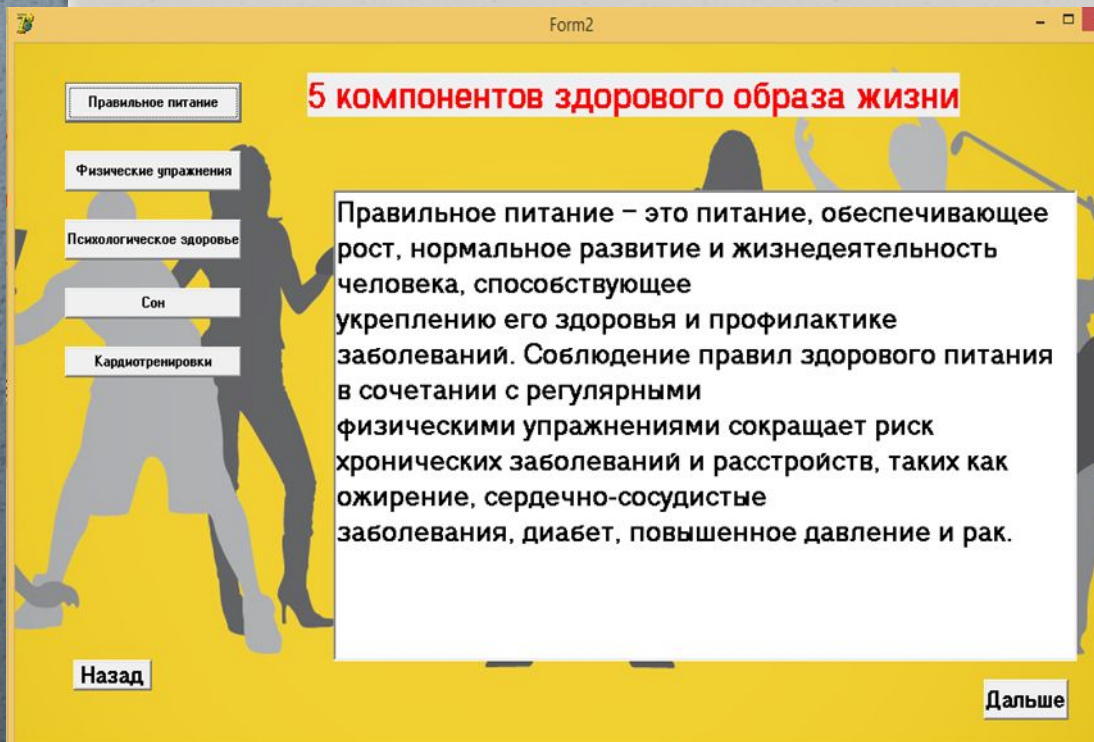 Form2
5 компонентов здорового образа жизни
Правильное питание
Физические упражнения
Психологическое здоровье
Сон
Кардиотренировки
Правильное питание – это питание, обеспечивающее
рост, нормальное развитие и жизнедеятельность
человека, способствующее
укреплению его здоровья и профилактике
заболеваний. Соблюдение правил здорового питания
в сочетании с регулярными
физическими упражнениями сокращает риск
хронических заболеваний и расстройств, таких как
ожирение, сердечно-сосудистые
заболевания, диабет, повышенное давление и рак.
Назад
Дальше